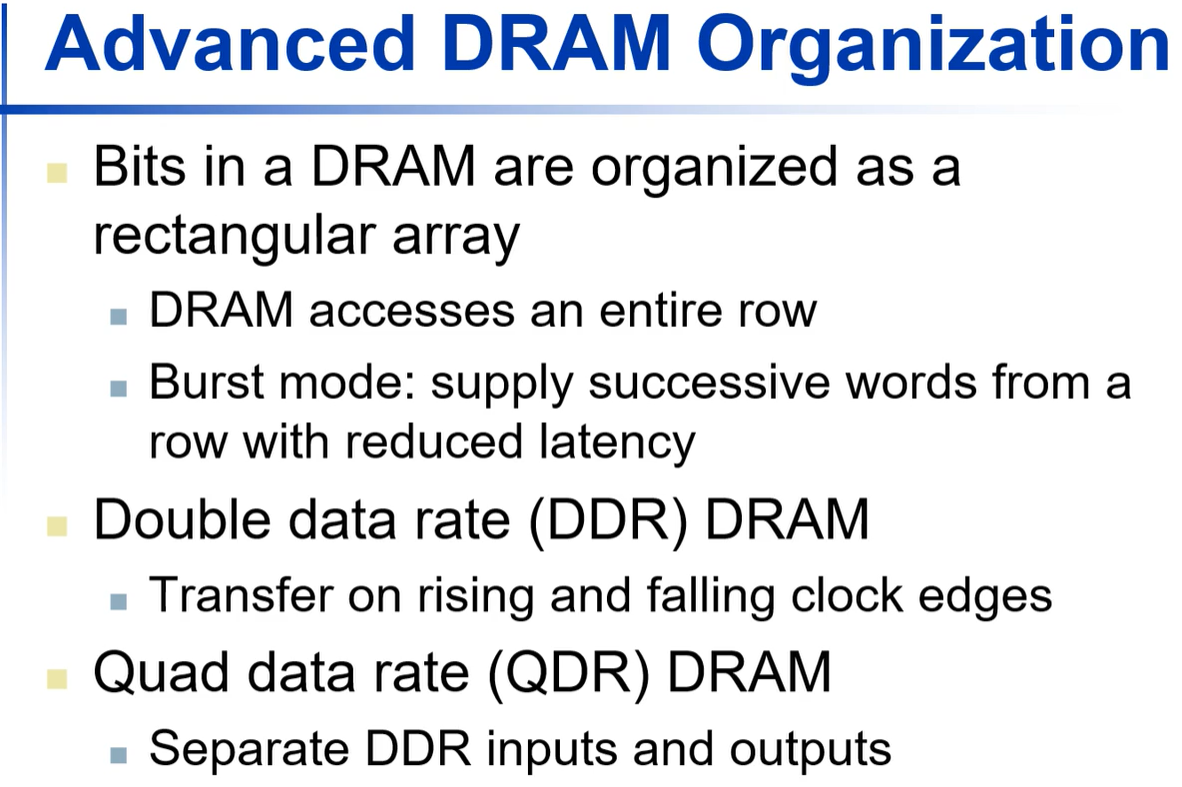 Advanced DRAM Organization
Bits in a DRAM are organized as a
rectangular array
DRAM accesses an entire row
Burst mode: supply successive words from a
row with reduced latency
Double data rate (DDR) DRAM
Transfer on rising and falling clock edges
Quad data rate (QDR) DRAM
Separate DDR inputs and outputs